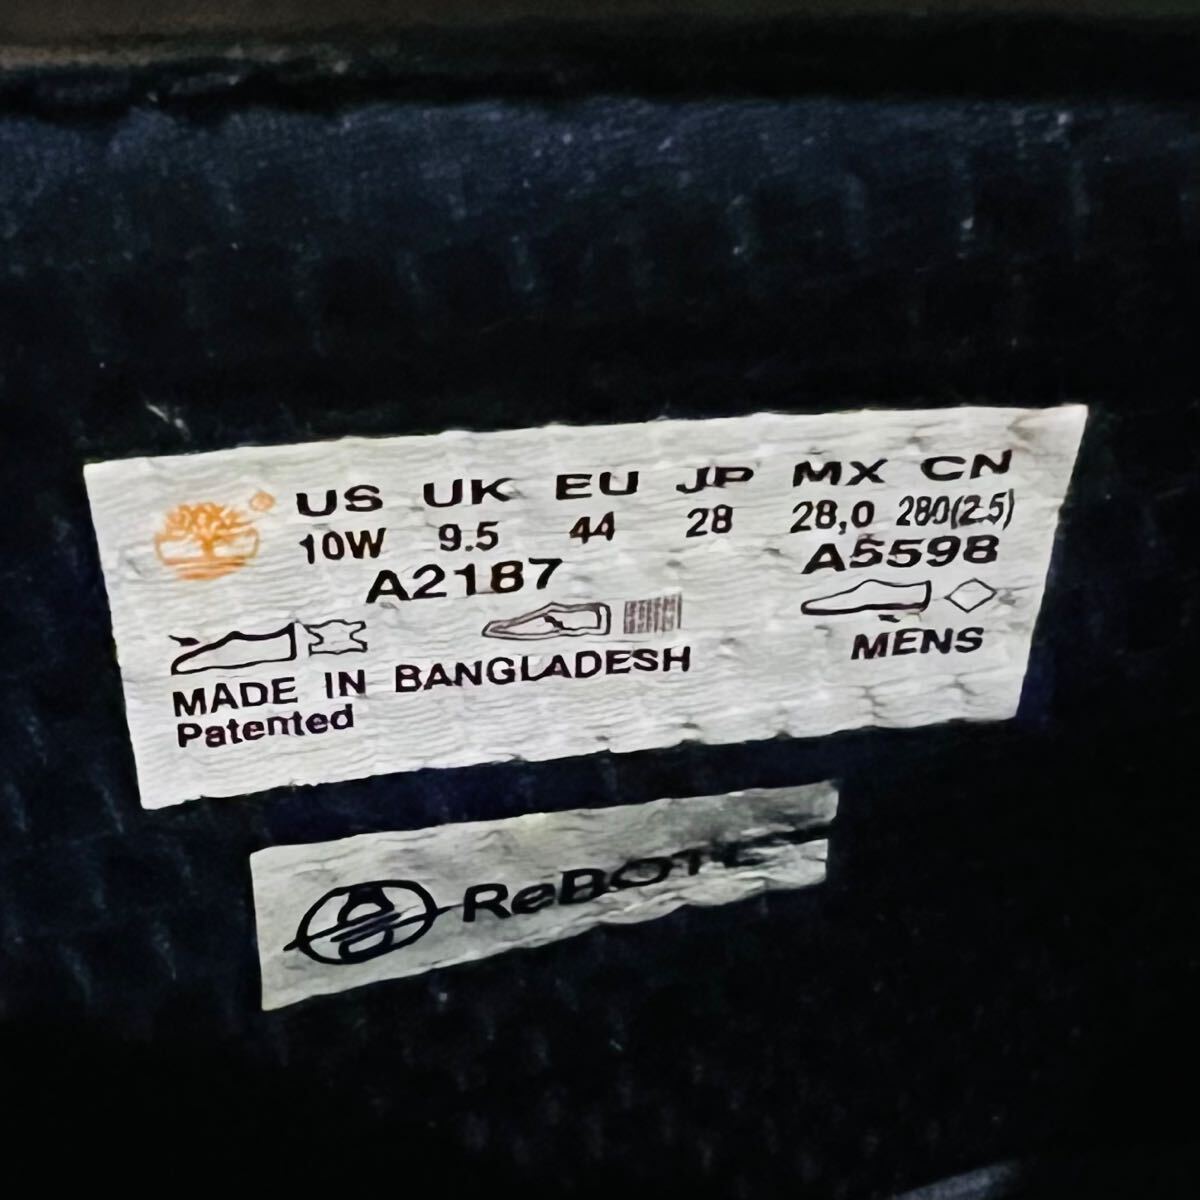 US UK EU JP MX CN
10W 9.5 44 28 28,0 280(2.5)
A2187 A5598
MENS
MADE IN BANGLADESH
Patented
ReBOTL